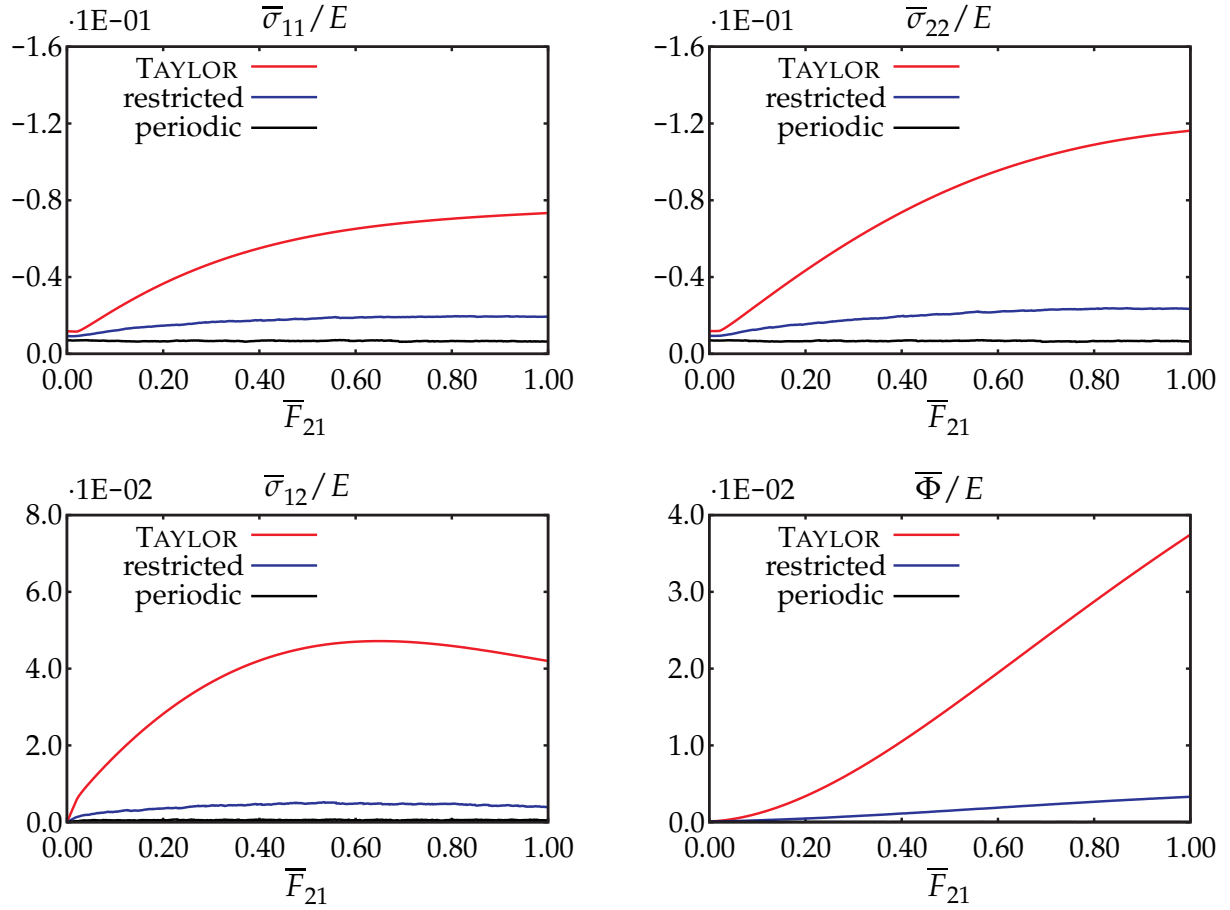 ·1E−01 σ̅₁₁/E
−1.6
−1.2
−0.8
−0.4
0.0
TAYLOR
restricted
periodic
0.00 0.20 0.40 0.60 0.80 1.00
F̅₂₁
·1E−01 σ̅₂₂/E
−1.6
−1.2
−0.8
−0.4
0.0
TAYLOR
restricted
periodic
0.00 0.20 0.40 0.60 0.80 1.00
F̅₂₁
·1E−02 σ̅₁₂/E
8.0
6.0
4.0
2.0
0.0
TAYLOR
restricted
periodic
0.00 0.20 0.40 0.60 0.80 1.00
F̅₂₁
·1E−02 Φ̅/E
4.0
3.0
2.0
1.0
0.0
TAYLOR
restricted
periodic
0.00 0.20 0.40 0.60 0.80 1.00
F̅₂₁